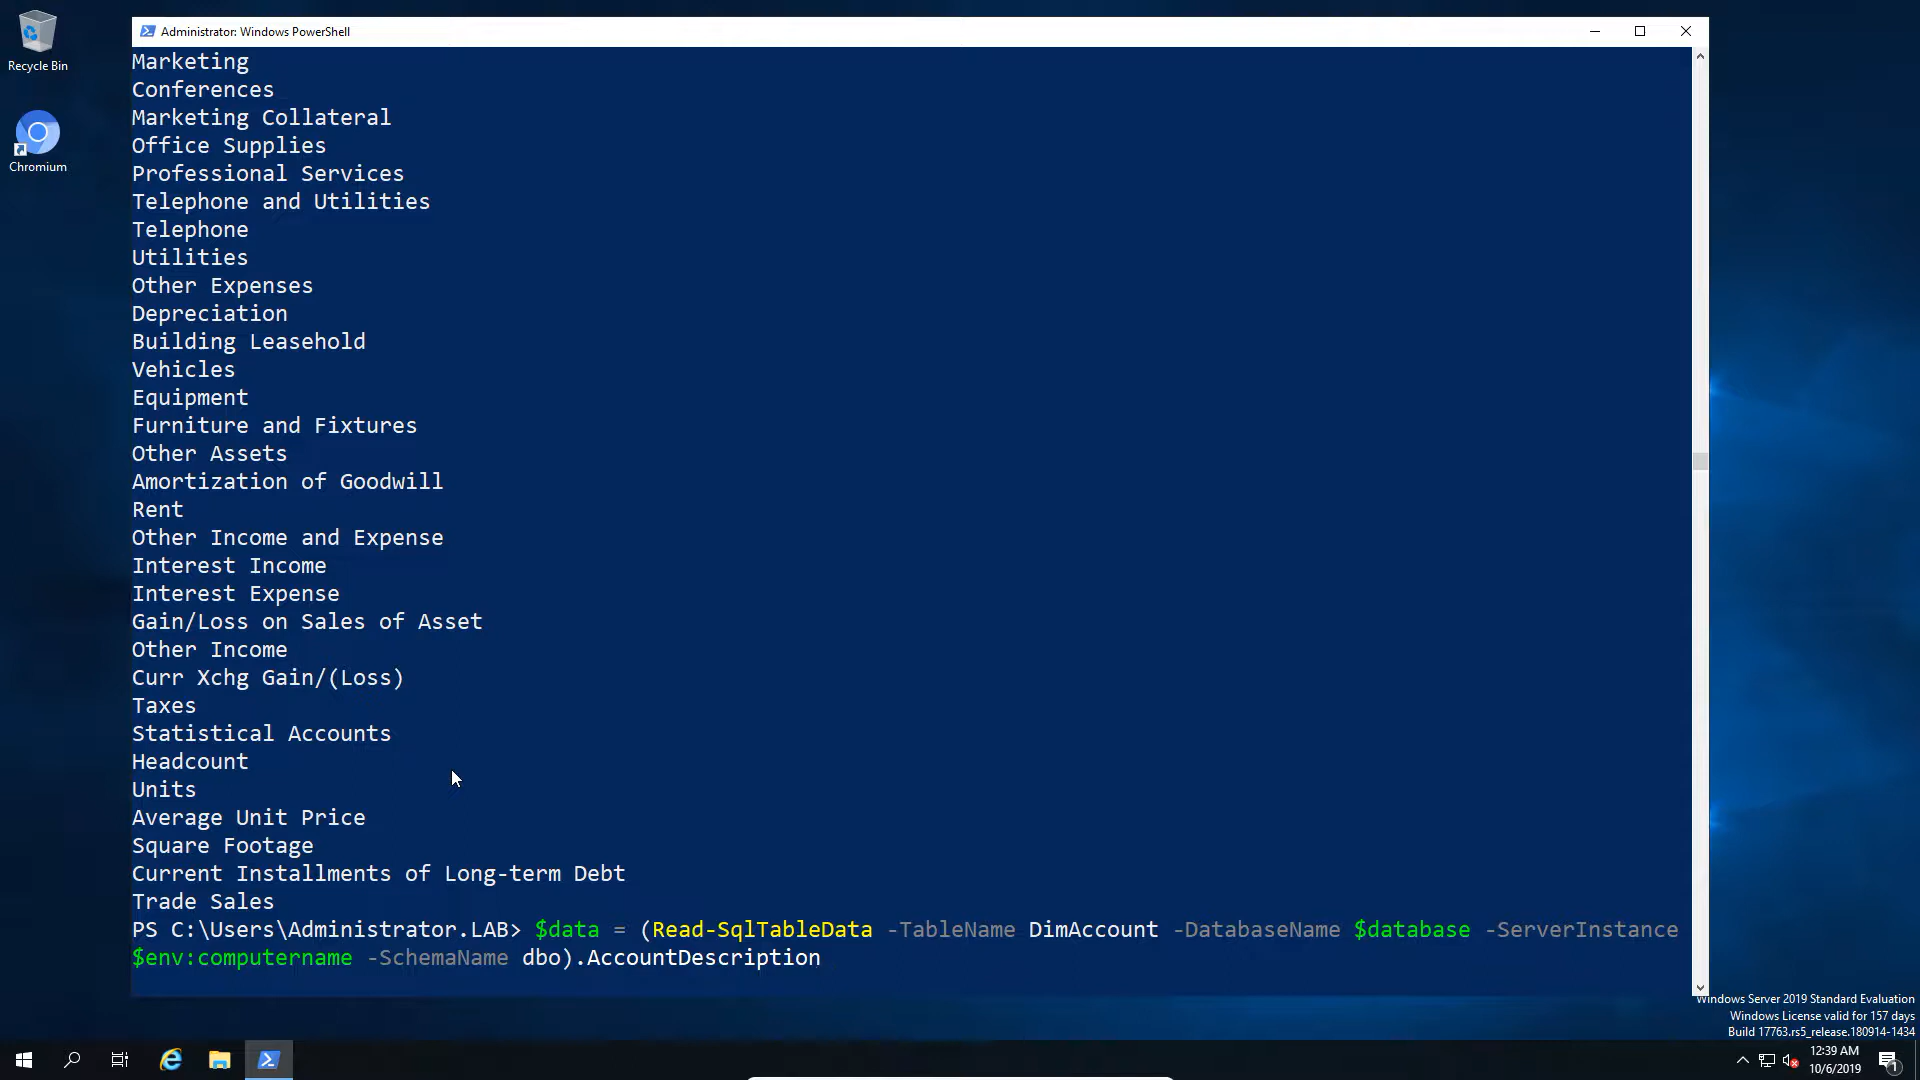 Recycle Bin
Chromium
Administrator: Windows PowerShell
Marketing
Conferences
Marketing Collateral
Office Supplies
Professional Services
Telephone and Utilities
Telephone
Utilities
Other Expenses
Depreciation
Building Leasehold
Vehicles
Equipment
Furniture and Fixtures
Other Assets
Amortization of Goodwill
Rent
Other Income and Expense
Interest Income
Interest Expense
Gain/Loss on Sales of Asset
Other Income
Curr Xchg Gain/(Loss)
Taxes
Statistical Accounts
Headcount
Units
Average Unit Price
Square Footage
Current Installments of Long-term Debt
Trade Sales
PS C:\Users\Administrator.LAB> $data = (Read-SqlTableData -TableName DimAccount -DatabaseName $database -ServerInstance
$env:computername -SchemaName dbo).AccountDescription
Windows Server 2019 Standard Evaluation
Windows License valid for 157 days
Build 17763.rs5_release.180914-1434
12:39 AM
10/6/2019
1